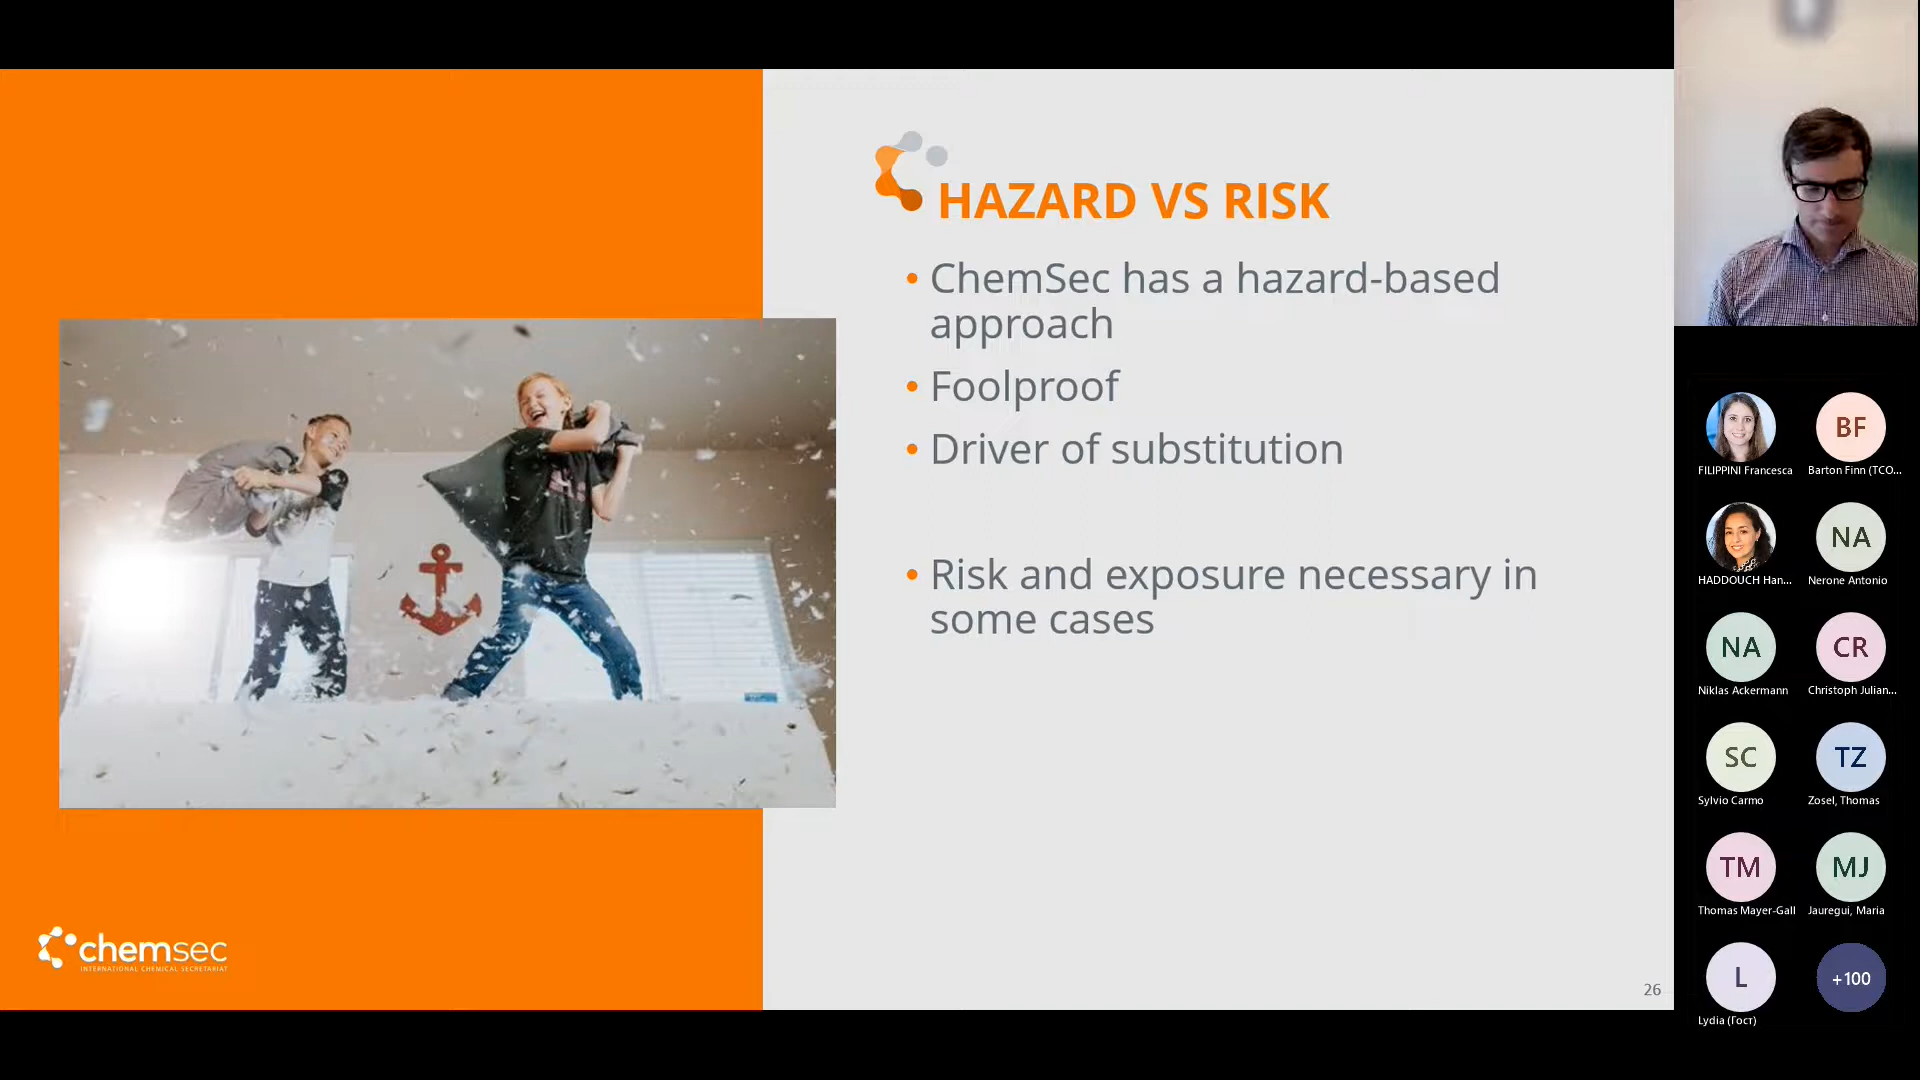 HAZARD VS RISK
• ChemSec has a hazard-based
approach
• Foolproof
• Driver of substitution
• Risk and exposure necessary in
some cases
chemsec
INTERNATIONAL CHEMICAL SECRETARIAT
26
FILIPPINI Francesca
BF
Barton Finn (TCO...
HADDOUCH Han...
NA
Nerone Antonio
NA
Niklas Ackermann
CR
Christoph Julian...
SC
Sylvio Carmo
TZ
Zosel, Thomas
TM
Thomas Mayer-Gall
MJ
Jauregui, Maria
L
Lydia (Гост)
+100